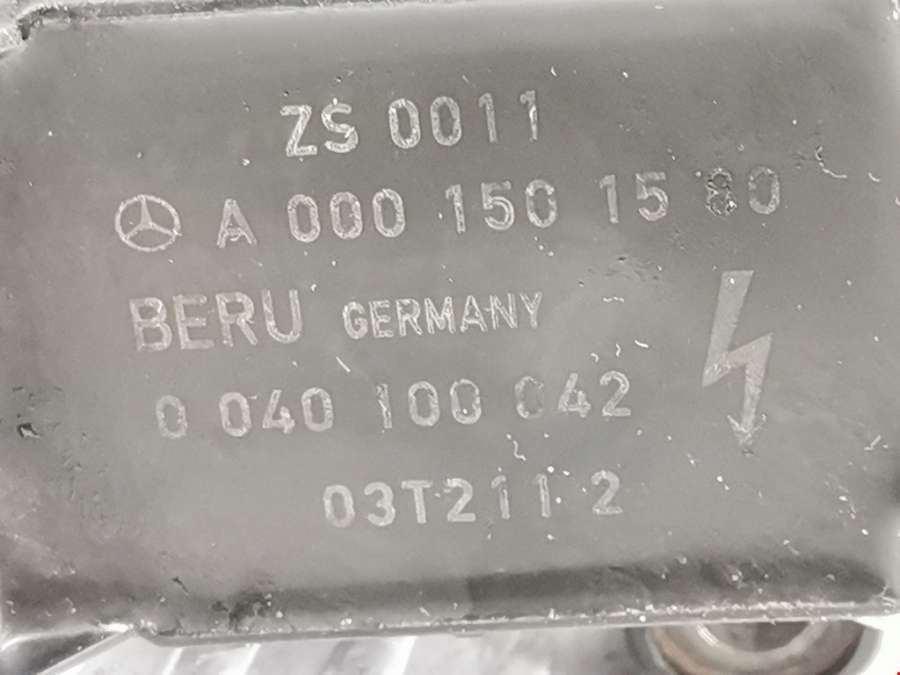 ZS 0011
A 000 150 15 80
BERU GERMANY
0 040 100 042
03T211 2